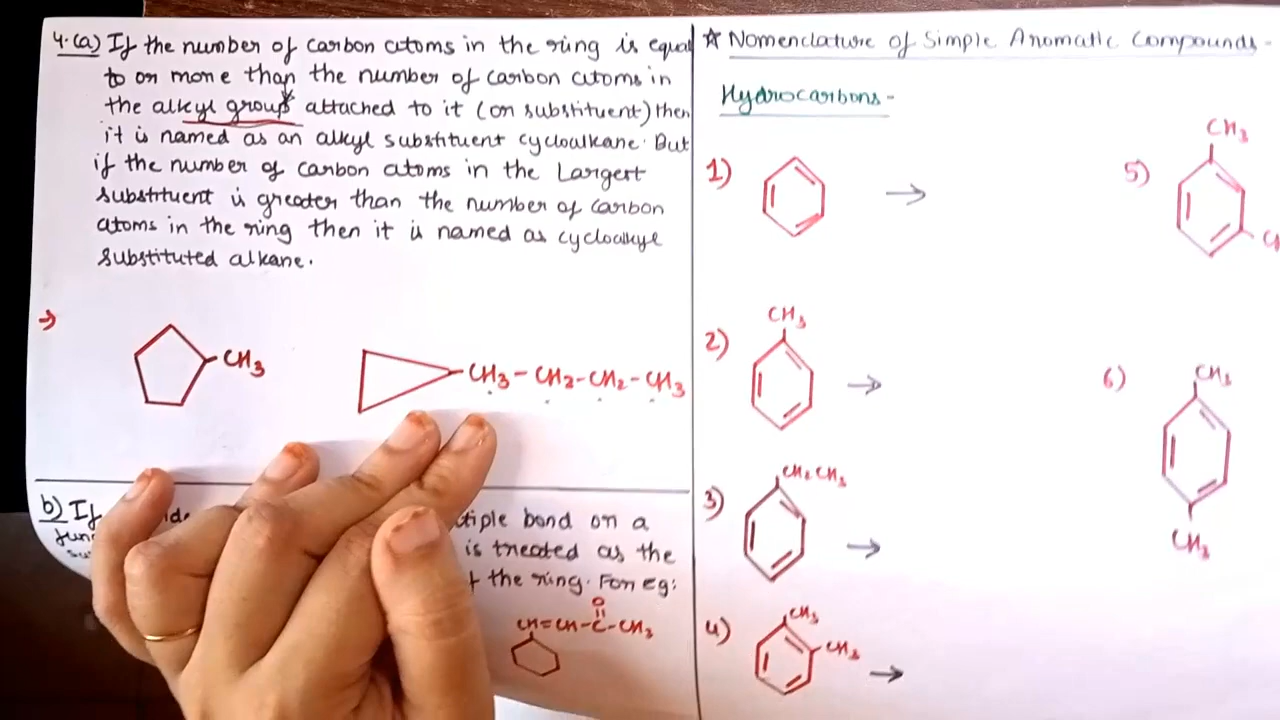 4.(a) If the number of carbon atoms in the ring is equal
to or more than the number of carbon atoms in
the alkyl group attached to it (or substituent) then
it is named as an alkyl substituent cycloalkane. But
if the number of carbon atoms in the Largest
substituent is greater than the number of carbon
atoms in the ring then it is named as cycloalkyl
substituted alkane.
→
CH3
CH3-CH2-CH2-CH3
b) If
multiple bond on a
is treated as the
the ring. For eg:
O
CH=CH-C-CH3
☆ Nomenclature of Simple Aromatic Compounds-
Hydrocarbons-
1) →
2) CH3 →
3) CH2CH3 →
4) CH3 CH3 →
5) CH3
6) CH3
CH3